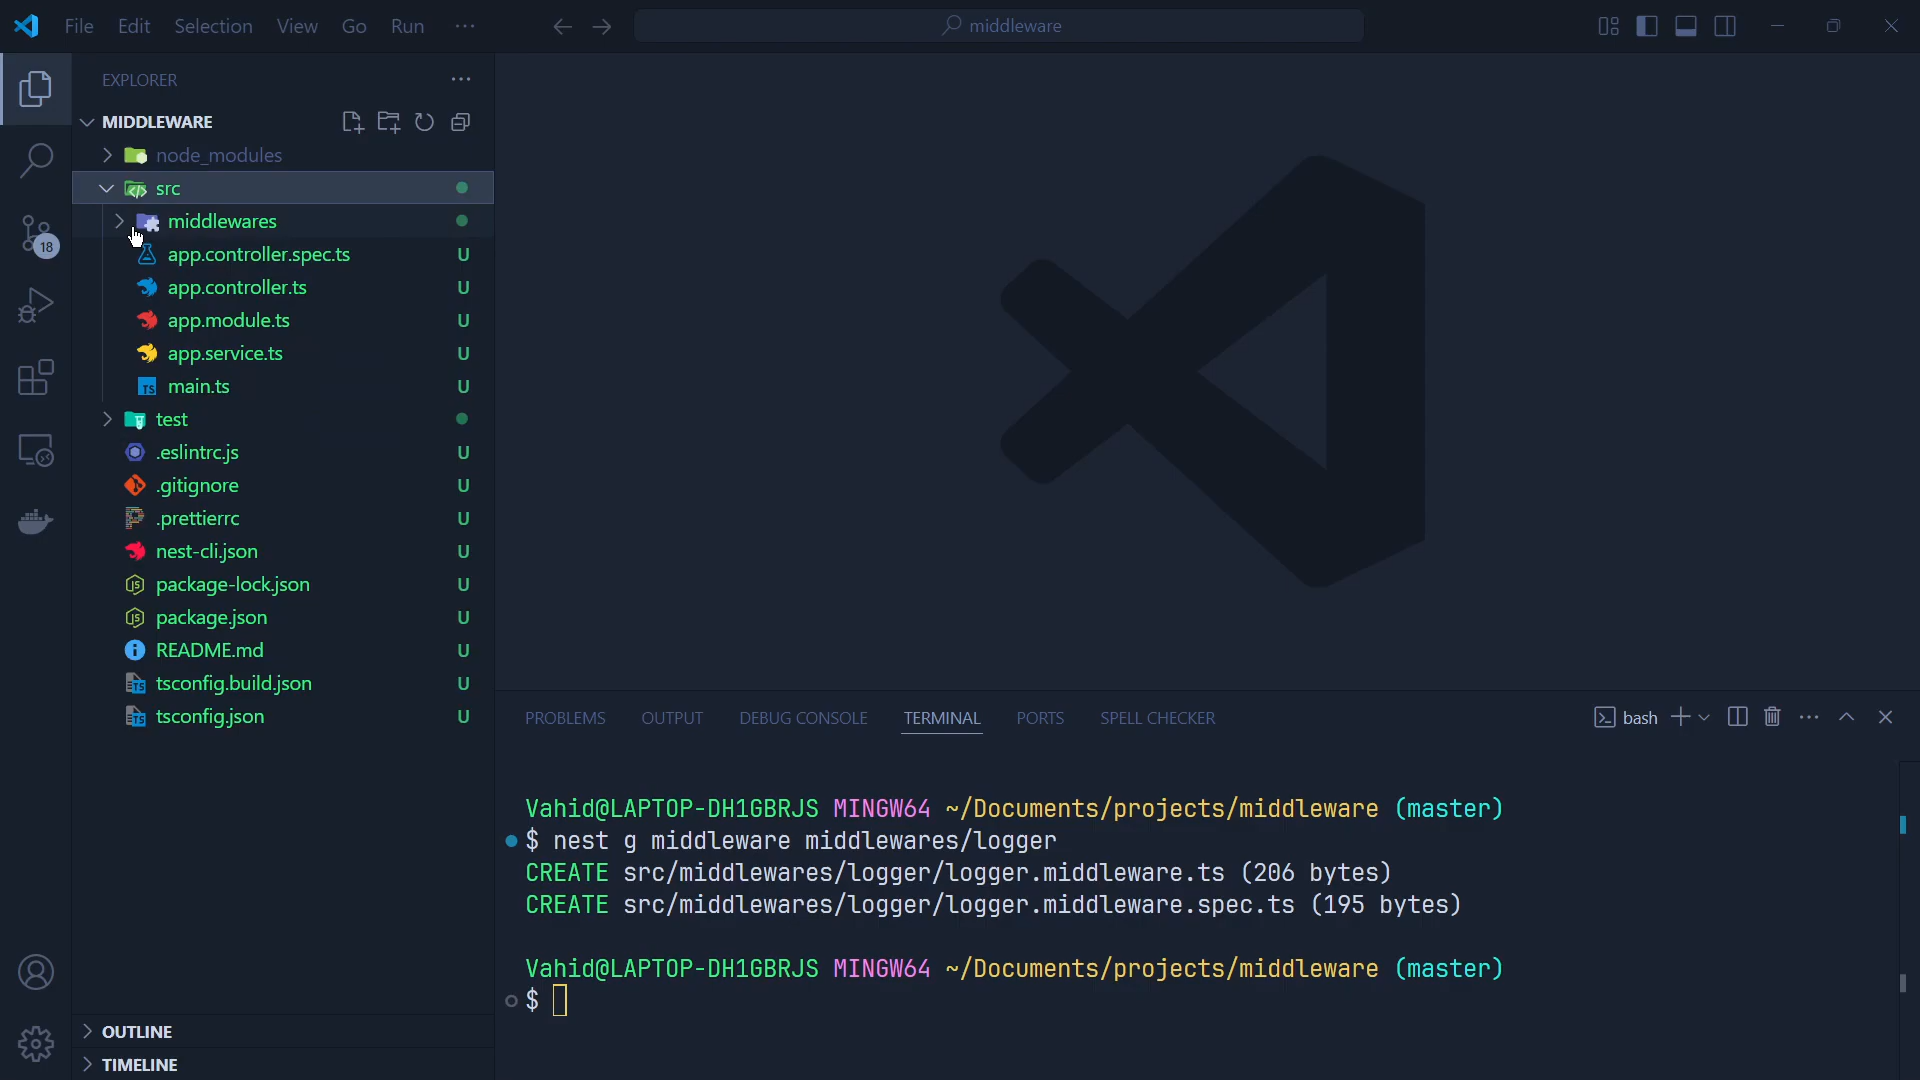 File Edit Selection View Go Run ··· middleware
EXPLORER ···
MIDDLEWARE
node_modules
src
middlewares
app.controller.spec.ts U
18
app.controller.ts U
app.module.ts U
app.service.ts U
TS main.ts U
test
.eslintrc.js U
.gitignore U
.prettierrc U
nest-cli.json U
JS package-lock.json U
JS package.json U
README.md U
TS tsconfig.build.json U
TS tsconfig.json U
OUTLINE
TIMELINE
PROBLEMS OUTPUT DEBUG CONSOLE TERMINAL PORTS SPELL CHECKER bash ···
Vahid@LAPTOP-DH1GBRJS MINGW64 ~/Documents/projects/middleware (master)
$ nest g middleware middlewares/logger
CREATE src/middlewares/logger/logger.middleware.ts (206 bytes)
CREATE src/middlewares/logger/logger.middleware.spec.ts (195 bytes)
Vahid@LAPTOP-DH1GBRJS MINGW64 ~/Documents/projects/middleware (master)
$